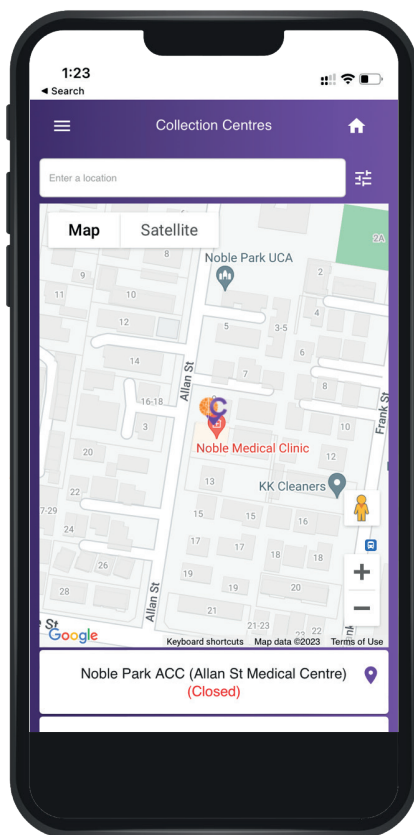 1:23
◀ Search
Collection Centres
Enter a location
Map
Satellite
2A
8
Noble Park UCA
9
2
11
10
4
12
5
3-5
6
14
7
Allan St
8
16-18
Frank St
C
3
10
Noble Medical Clinic
20
12
13
KK Cleaners
22
7-29
15
15
16
24
17
17
18
18
26
19
19
20
28
Allan St
21
St
21-23
22
Google
Keyboard shortcuts
Map data ©2023
Terms of Use
Noble Park ACC (Allan St Medical Centre)
(Closed)